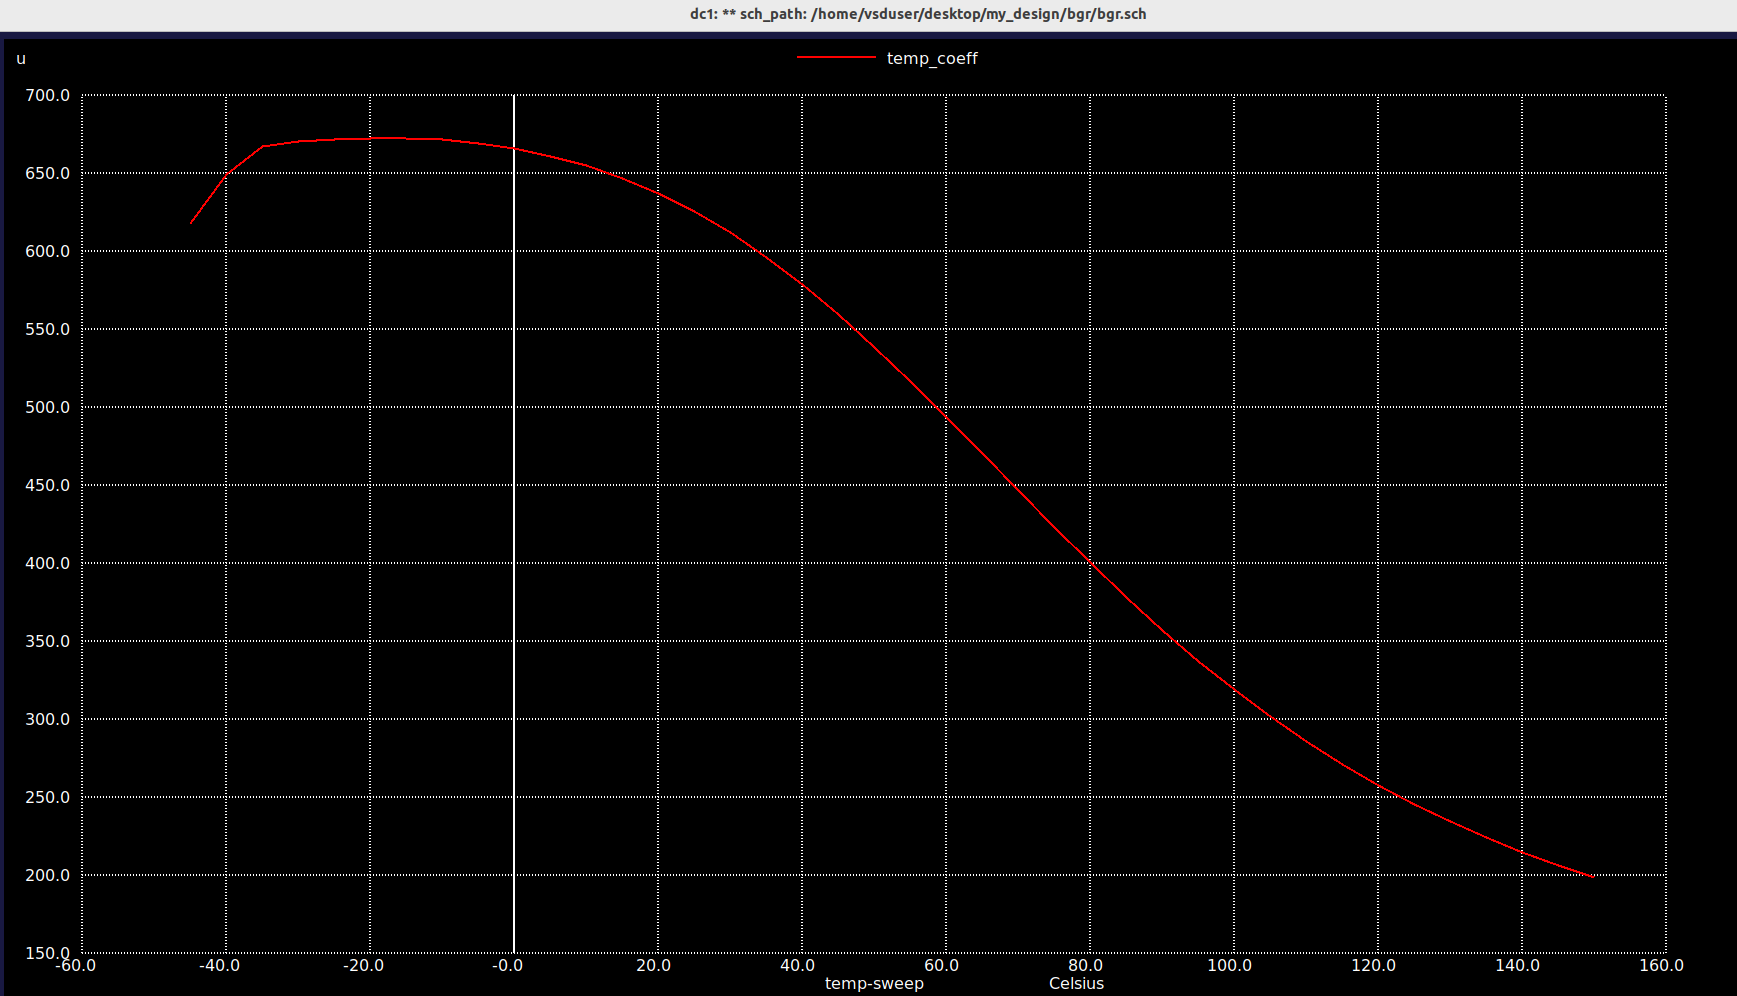 dc1: ** sch_path: /home/vsduser/desktop/my_design/bgr/bgr.sch
u
temp_coeff
700.0
650.0
600.0
550.0
500.0
450.0
400.0
350.0
300.0
250.0
200.0
150.0
-60.0 -40.0 -20.0 -0.0 20.0 40.0 60.0 80.0 100.0 120.0 140.0 160.0
temp-sweep Celsius